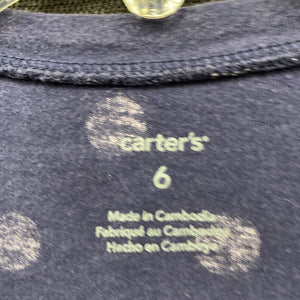 carter's
6
Made in Cambodia
Fabriqué au Cambodge
Hecho en Camboya